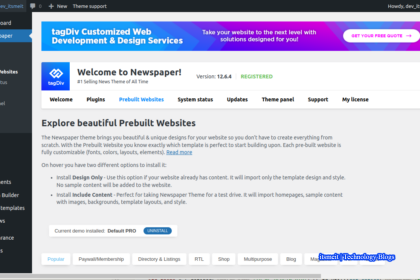 0
New
Theme support
Howdy, dev_itsmeit
tagDiv Customized Web
Development & Design Services
Take your website to the next level with
solutions designed for you!
GET YOUR FREE QUOTE
tagDiv
Welcome to Newspaper!
#1 Selling News Theme of All Time
Version: 12.6.4
REGISTERED
Welcome
Plugins
Prebuilt Websites
System status
Updates
Theme panel
Support
My license
Explore beautiful Prebuilt Websites
The Newspaper Theme brings you beautiful & unique designs for your website so you don't have to create everything from
scratch. With the Prebuilt Website you know exactly which template is perfect to start building upon. Each pre-built website is
fully customizable (fonts, colors, layouts, elements). Read more
On hover you have two different options to install it:
Install Design Only - Use this option if your website already has content. It will import only the template design and style.
No sample content will be added to the website.
Install Include Content - Perfect for taking Newspaper Theme for a test drive. It will import homepages, sample content
with images, background, template layouts, and style.
Current demo installed: Default PRO
UNINSTALL
Popular
Paywall/Membership
Directory & Listings
RTL
Shop
Multipurpose
Blog
itsmeit Technology Blogs